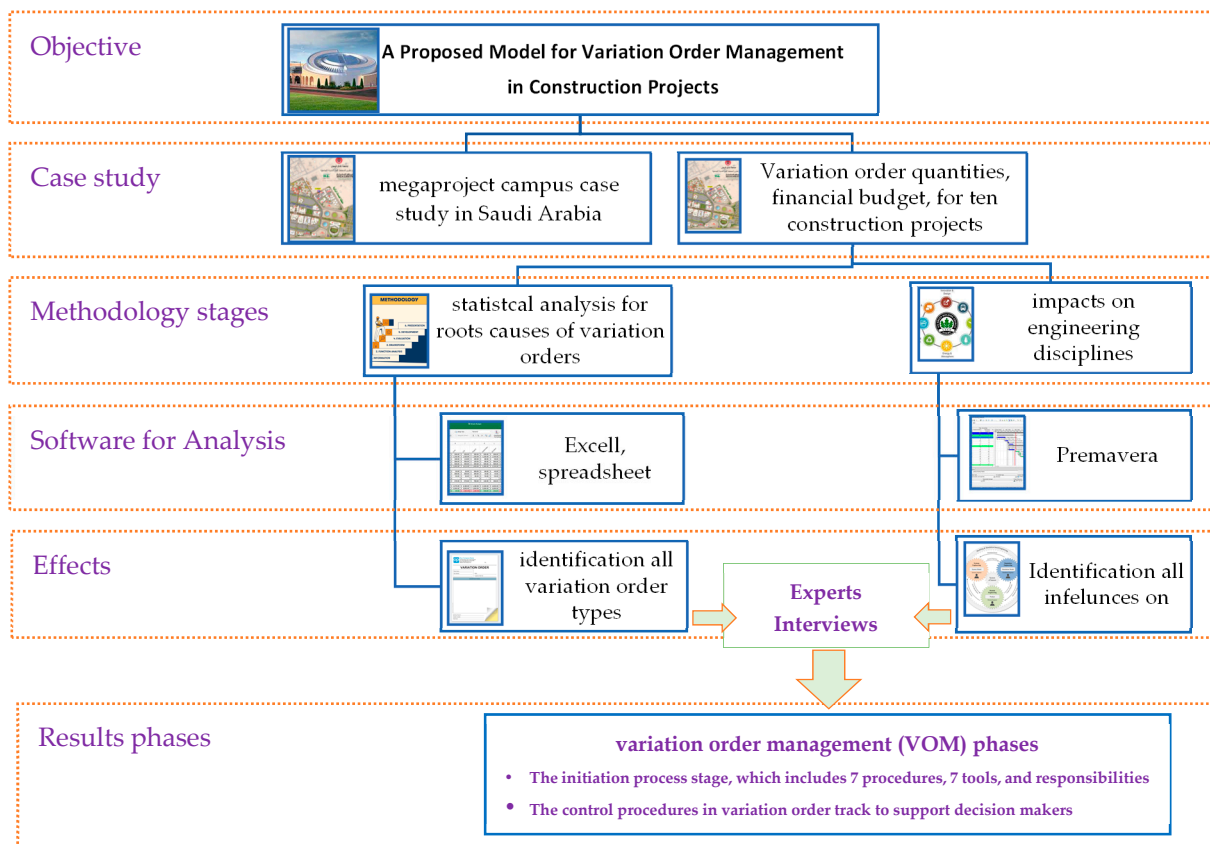 Objective
A Proposed Model for Variation Order Management
in Construction Projects
Case study
megaproject campus case
study in Saudi Arabia
Variation order quantities,
financial budget, for ten
construction projects
Methodology stages
METHODOLOGY
statistcal analysis for
roots causes of variation
orders
impacts on
engineering
disciplines
Software for Analysis
Excell,
spreadsheet
Premavera
Effects
VARIATION ORDER
identification all
variation order
types
Experts
Interviews
Identification all
infelunces on
Results phases
variation order management (VOM) phases
• The initiation process stage, which includes 7 procedures, 7 tools, and responsibilities
• The control procedures in variation order track to support decision makers